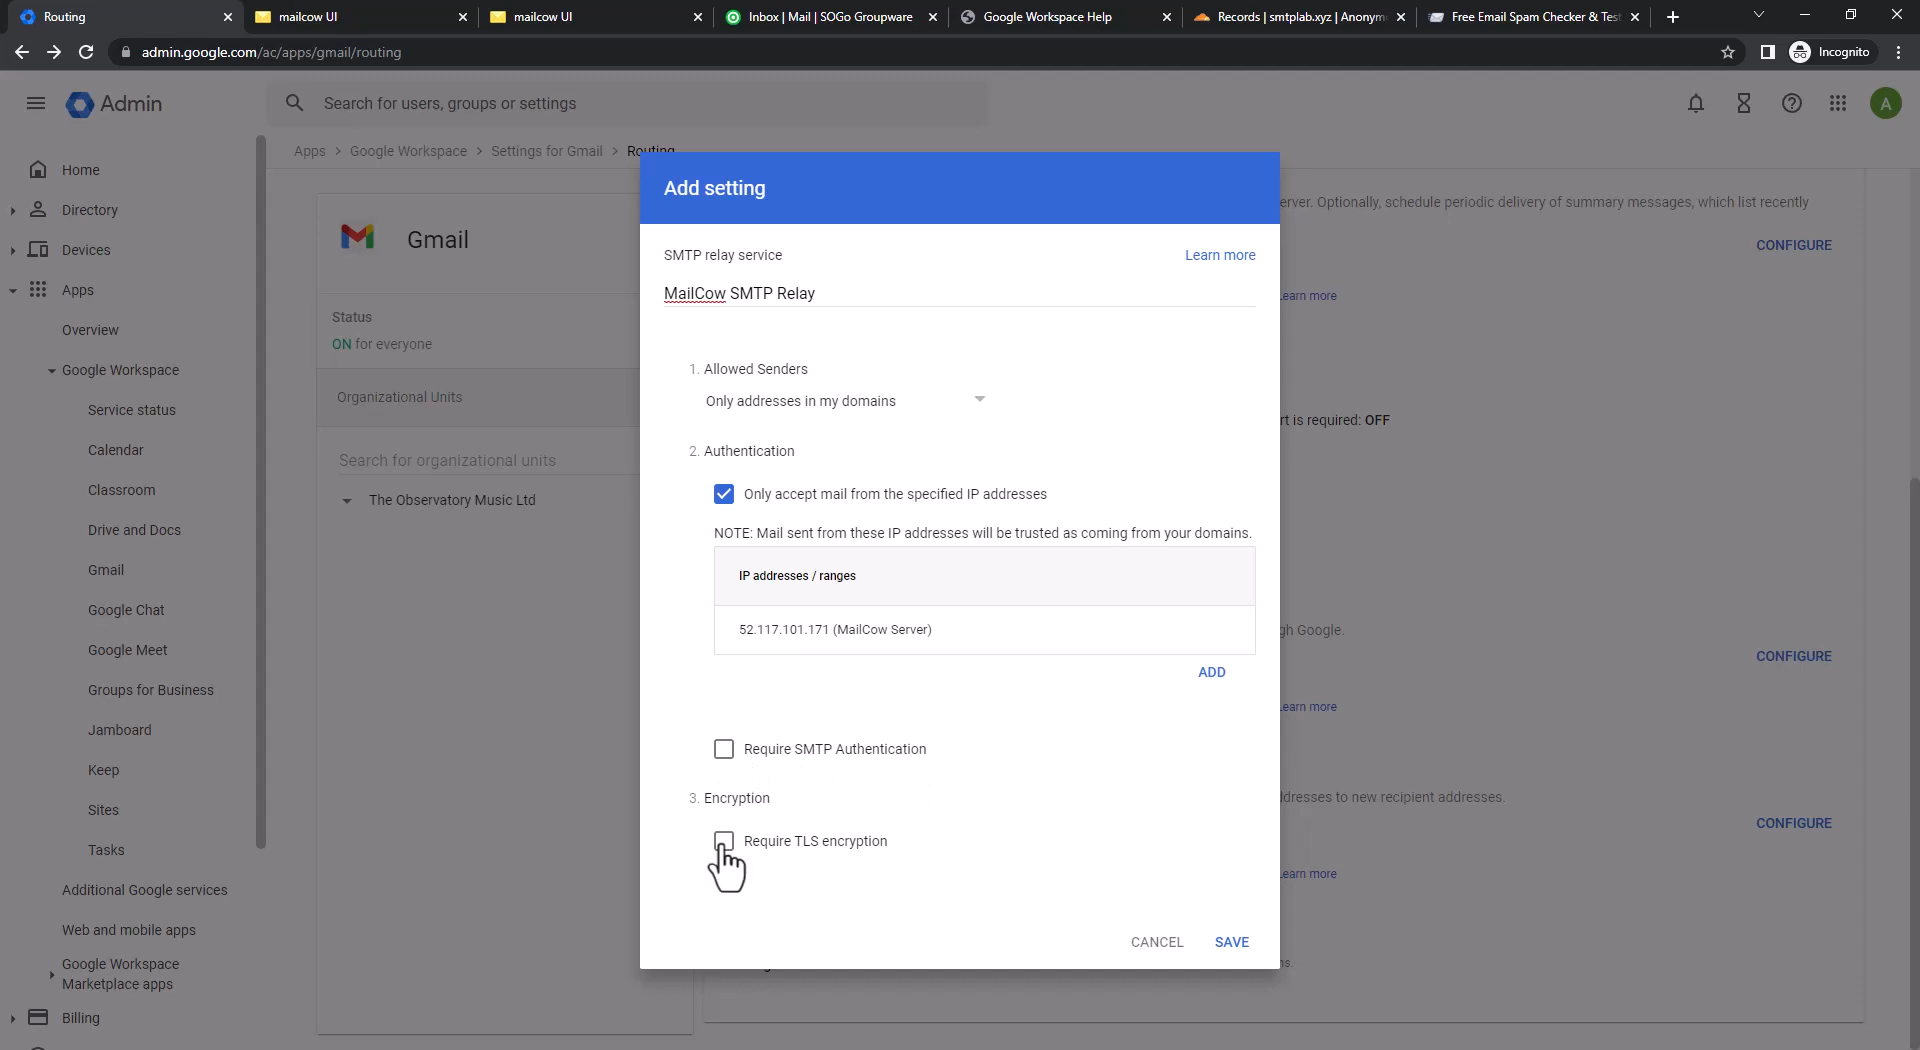 Routing
mailcow UI
mailcow UI
Inbox | Mail | SOGo Groupware
Google Workspace Help
Records | smtplab.xyz | Anonym
Free Email Spam Checker & Test
admin.google.com/ac/apps/gmail/routing
Incognito
Admin
Search for users, groups or settings
A
Home
Directory
Devices
Apps
Overview
Google Workspace
Service status
Calendar
Classroom
Drive and Docs
Gmail
Google Chat
Google Meet
Groups for Business
Jamboard
Keep
Sites
Tasks
Additional Google services
Web and mobile apps
Google Workspace
Marketplace apps
Billing
Apps > Google Workspace > Settings for Gmail > Routing
Gmail
Status
ON for everyone
Organizational Units
Search for organizational units
The Observatory Music Ltd
Add setting
SMTP relay service
Learn more
MailCow SMTP Relay
1. Allowed Senders
Only addresses in my domains
2. Authentication
Only accept mail from the specified IP addresses
NOTE: Mail sent from these IP addresses will be trusted as coming from your domains.
IP addresses / ranges
52.117.101.171 (MailCow Server)
ADD
Require SMTP Authentication
3. Encryption
Require TLS encryption
CANCEL
SAVE
erver. Optionally, schedule periodic delivery of summary messages, which list recently
CONFIGURE
earn more
rt is required: OFF
gh Google.
CONFIGURE
earn more
ddresses to new recipient addresses.
CONFIGURE
earn more
ns.